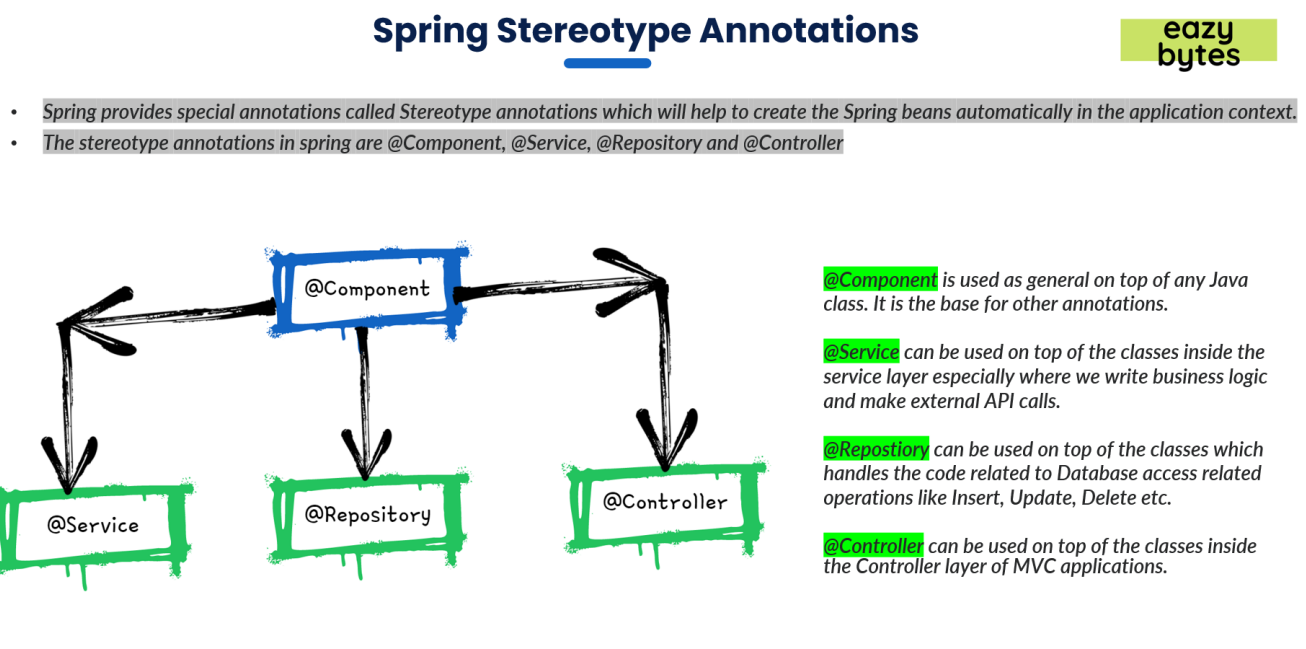 Spring Stereotype Annotations
eazy
bytes
• Spring provides special annotations called Stereotype annotations which will help to create the Spring beans automatically in the application context.
• The stereotype annotations in spring are @Component, @Service, @Repository and @Controller
@Component
@Service
@Repository
@Controller
@Component is used as general on top of any Java
class. It is the base for other annotations.
@Service can be used on top of the classes inside the
service layer especially where we write business logic
and make external API calls.
@Repostiory can be used on top of the classes which
handles the code related to Database access related
operations like Insert, Update, Delete etc.
@Controller can be used on top of the classes inside
the Controller layer of MVC applications.